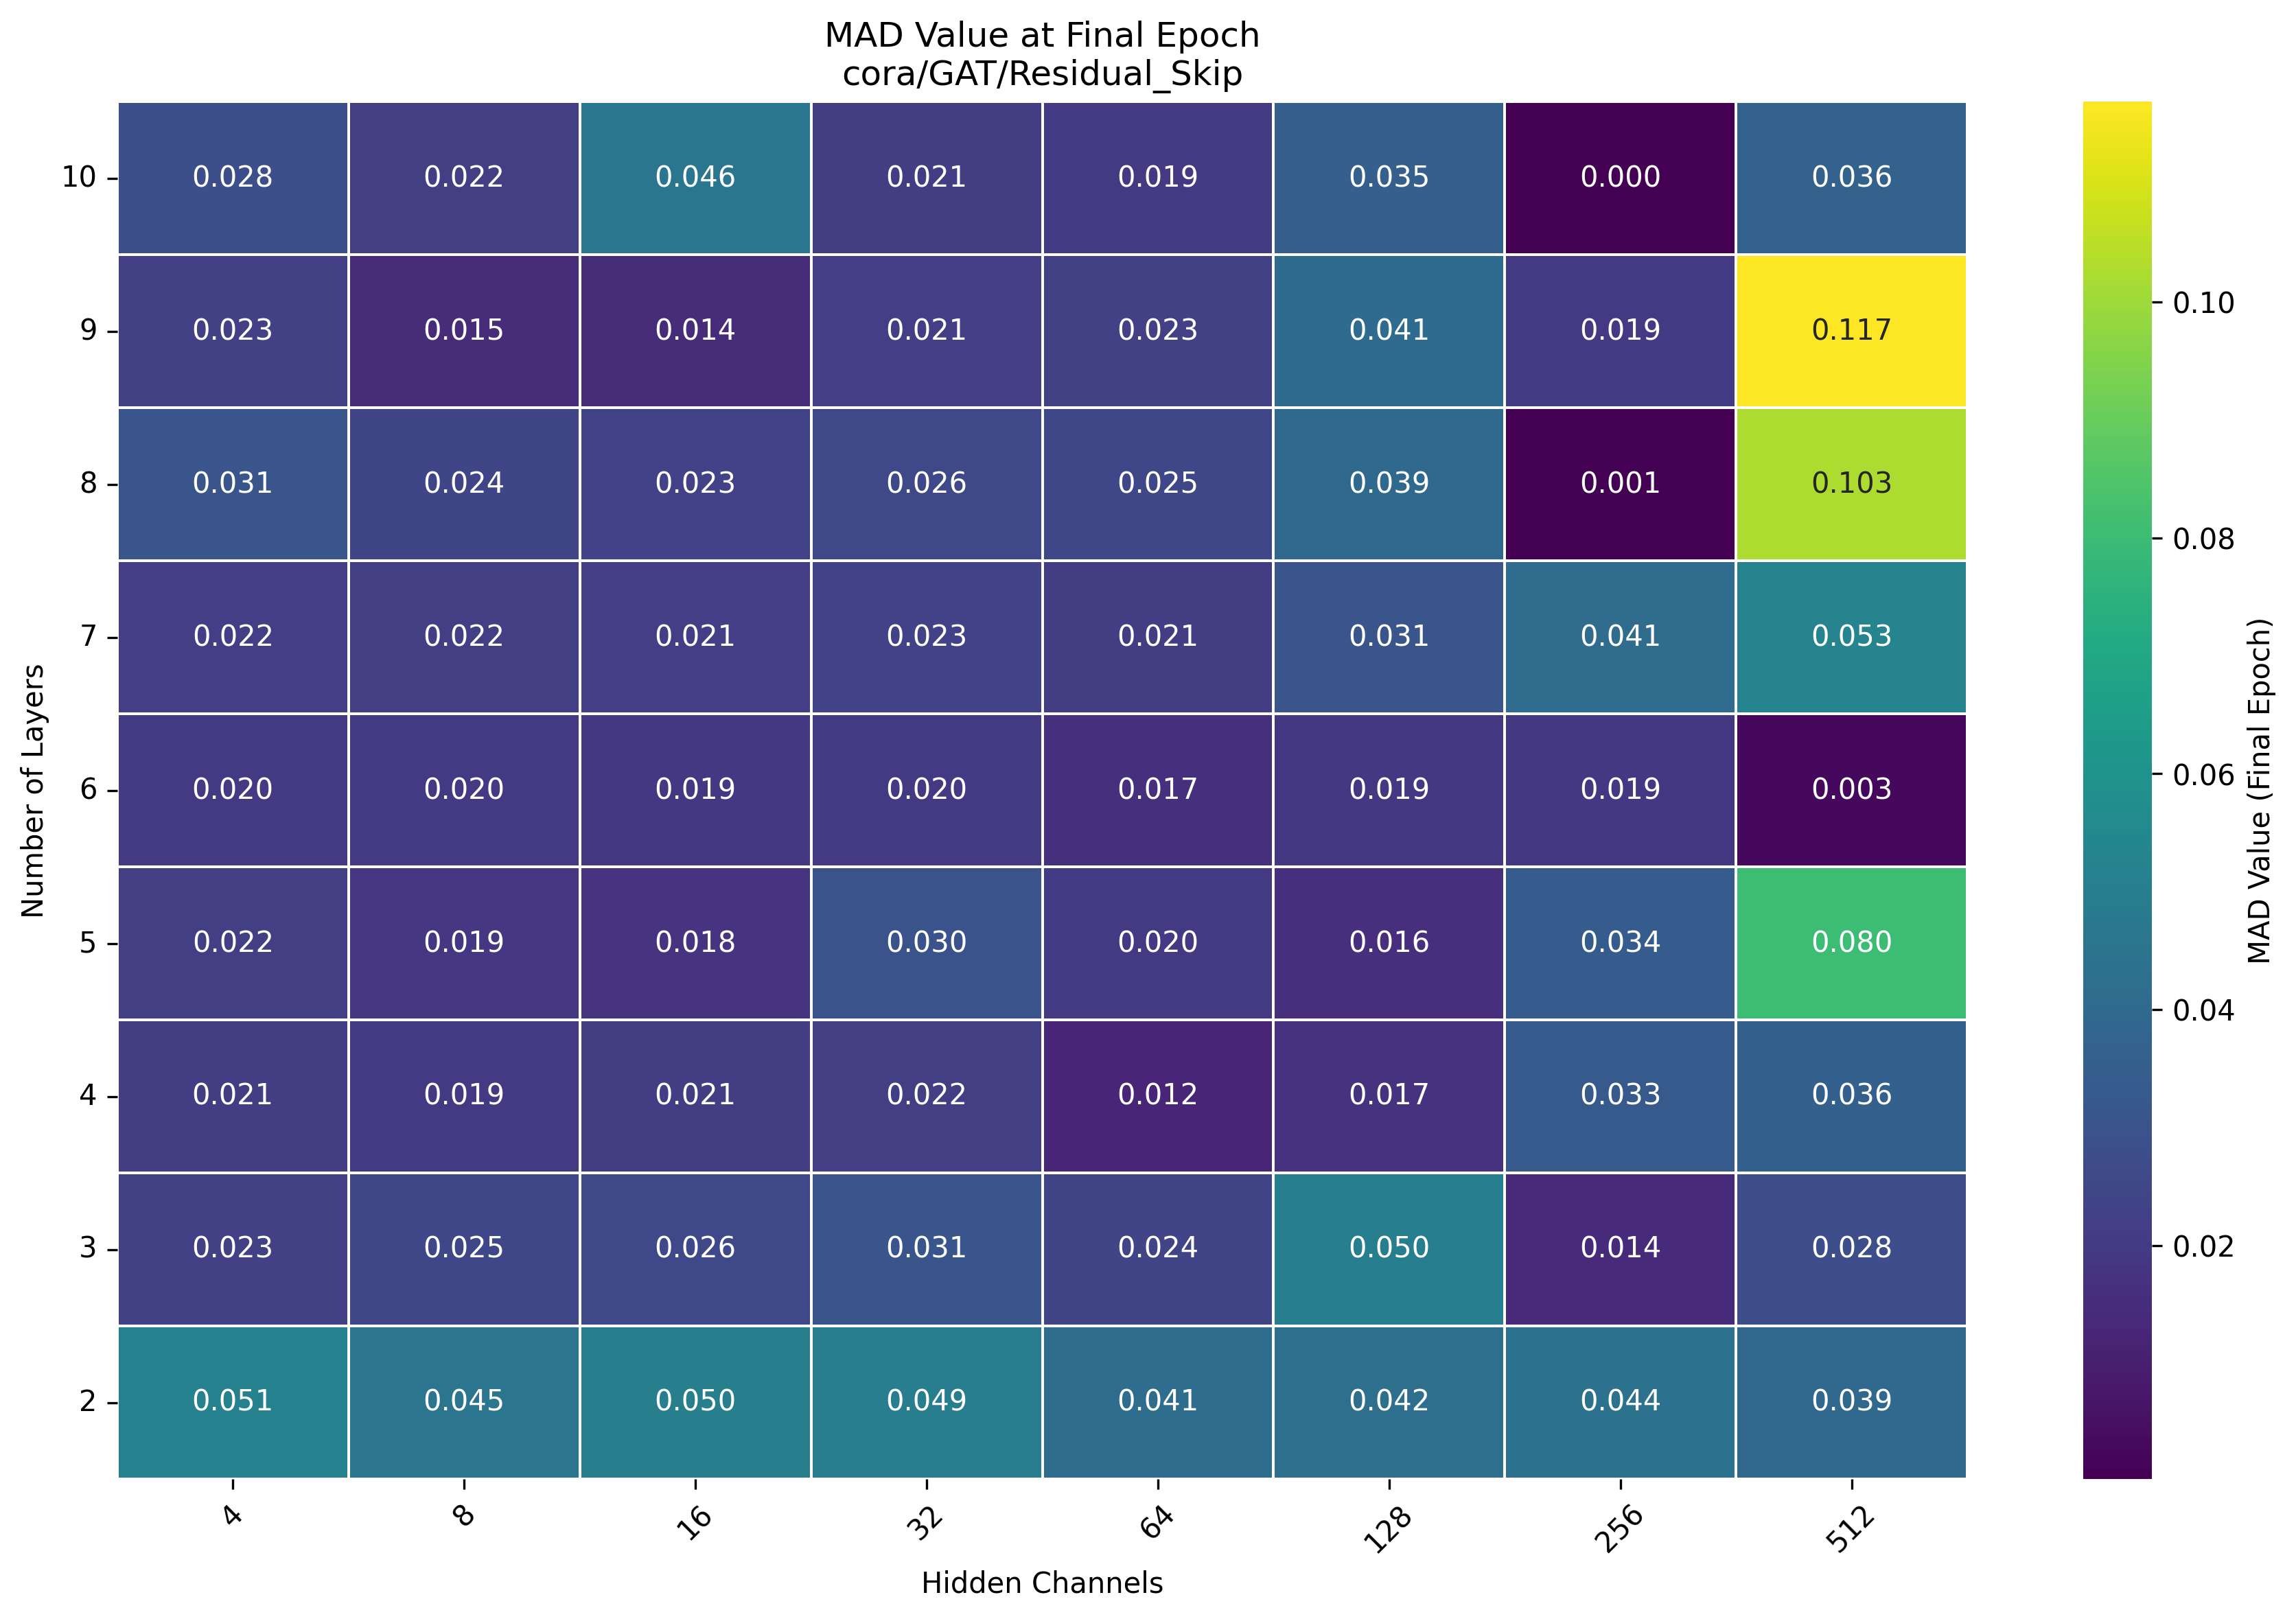 MAD Value at Final Epoch
cora/GAT/Residual_Skip
10 0.028 0.022 0.046 0.021 0.019 0.035 0.000 0.036
9 0.023 0.015 0.014 0.021 0.023 0.041 0.019 0.117
8 0.031 0.024 0.023 0.026 0.025 0.039 0.001 0.103
7 0.022 0.022 0.021 0.023 0.021 0.031 0.041 0.053
6 0.020 0.020 0.019 0.020 0.017 0.019 0.019 0.003
5 0.022 0.019 0.018 0.030 0.020 0.016 0.034 0.080
4 0.021 0.019 0.021 0.022 0.012 0.017 0.033 0.036
3 0.023 0.025 0.026 0.031 0.024 0.050 0.014 0.028
2 0.051 0.045 0.050 0.049 0.041 0.042 0.044 0.039
4 8 16 32 64 128 256 512
Hidden Channels
Number of Layers
0.10
0.08
0.06
0.04
0.02
MAD Value (Final Epoch)